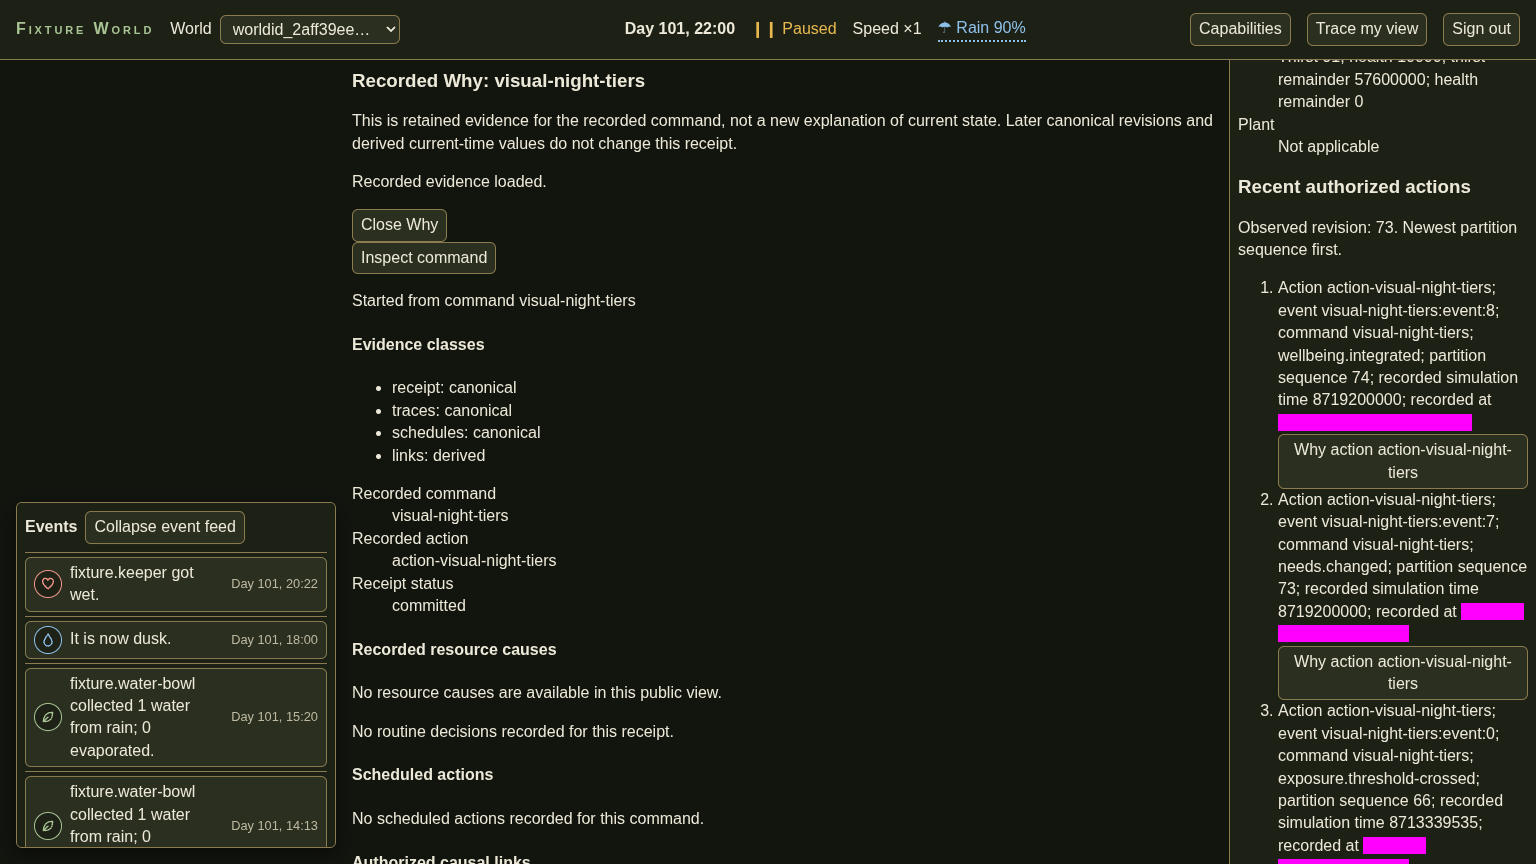 Fixture World
World
worldid_2aff39ee…
Day 101, 22:00
❙❙ Paused
Speed ×1
☂ Rain 90%
Capabilities
Trace my view
Sign out
Events
Collapse event feed
fixture.keeper got
wet.
Day 101, 20:22
It is now dusk.
Day 101, 18:00
fixture.water-bowl
collected 1 water
from rain; 0
evaporated.
Day 101, 15:20
fixture.water-bowl
collected 1 water
from rain; 0
Day 101, 14:13
Recorded Why: visual-night-tiers
This is retained evidence for the recorded command, not a new explanation of current state. Later canonical revisions and
derived current-time values do not change this receipt.
Recorded evidence loaded.
Close Why
Inspect command
Started from command visual-night-tiers
Evidence classes
• receipt: canonical
• traces: canonical
• schedules: canonical
• links: derived
Recorded command
visual-night-tiers
Recorded action
action-visual-night-tiers
Receipt status
committed
Recorded resource causes
No resource causes are available in this public view.
No routine decisions recorded for this receipt.
Scheduled actions
No scheduled actions recorded for this command.
Authorized causal links
remainder 57600000; health
remainder 0
Plant
Not applicable
Recent authorized actions
Observed revision: 73. Newest partition
sequence first.
1. Action action-visual-night-tiers;
event visual-night-tiers:event:8;
command visual-night-tiers;
wellbeing.integrated; partition
sequence 74; recorded simulation
time 8719200000; recorded at
Why action action-visual-night-
tiers
2. Action action-visual-night-tiers;
event visual-night-tiers:event:7;
command visual-night-tiers;
needs.changed; partition sequence
73; recorded simulation time
8719200000; recorded at
Why action action-visual-night-
tiers
3. Action action-visual-night-tiers;
event visual-night-tiers:event:0;
command visual-night-tiers;
exposure.threshold-crossed;
partition sequence 66; recorded
simulation time 8713339535;
recorded at